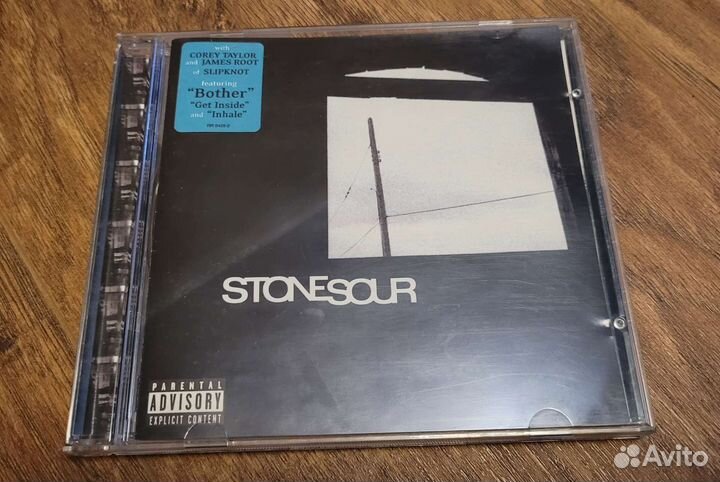 with
COREY TAYLOR
and JAMES ROOT
of SLIPKNOT
featuring
"Bother"
"Get Inside"
and "Inhale"
STONESOUR
PARENTAL
ADVISORY
EXPLICIT CONTENT
Avito